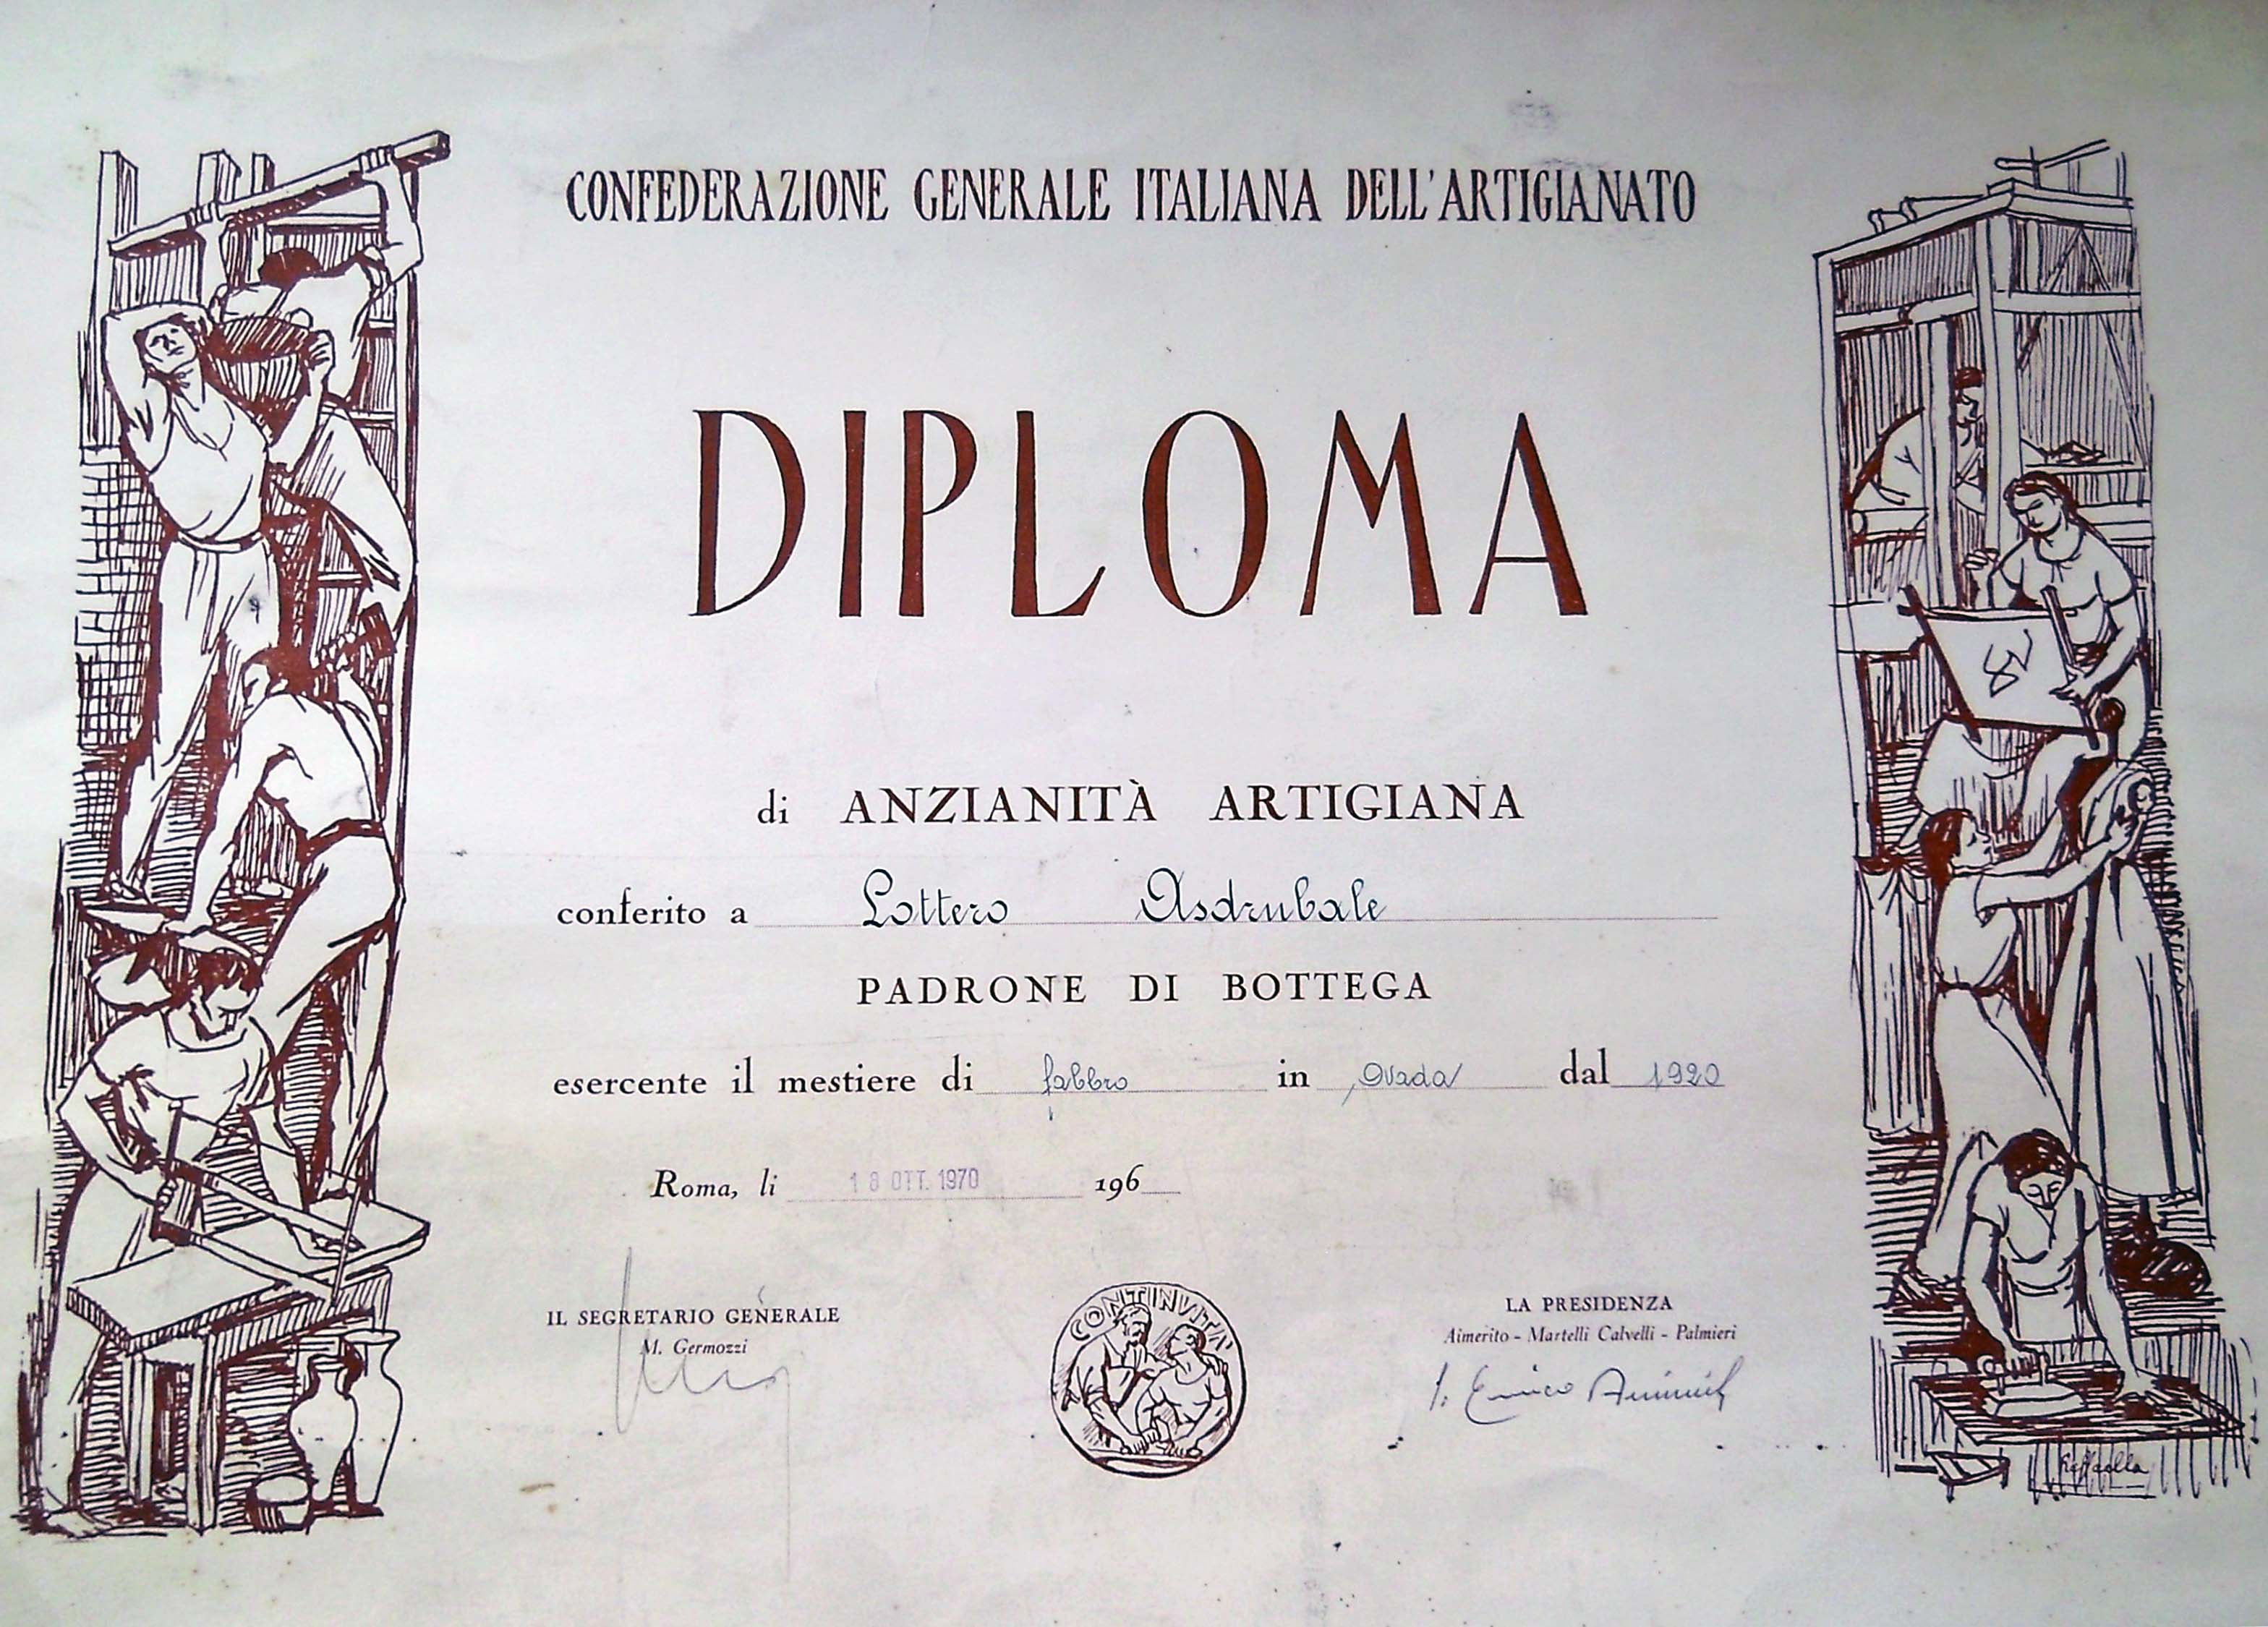 CONFEDERAZIONE GENERALE ITALIANA DELL'ARTIGIANATO
DIPLOMA
di ANZIANITÀ ARTIGIANA
conferito a Lottero Asdrubale
PADRONE DI BOTTEGA
esercente il mestiere di fabbro in Ovada dal 1920
Roma, li 18 OTT. 1970 196
IL SEGRETARIO GENERALE
M. Germozzi
CONTINVITA'
LA PRESIDENZA
Aimerito - Martelli Calvelli - Palmieri
Raffaella